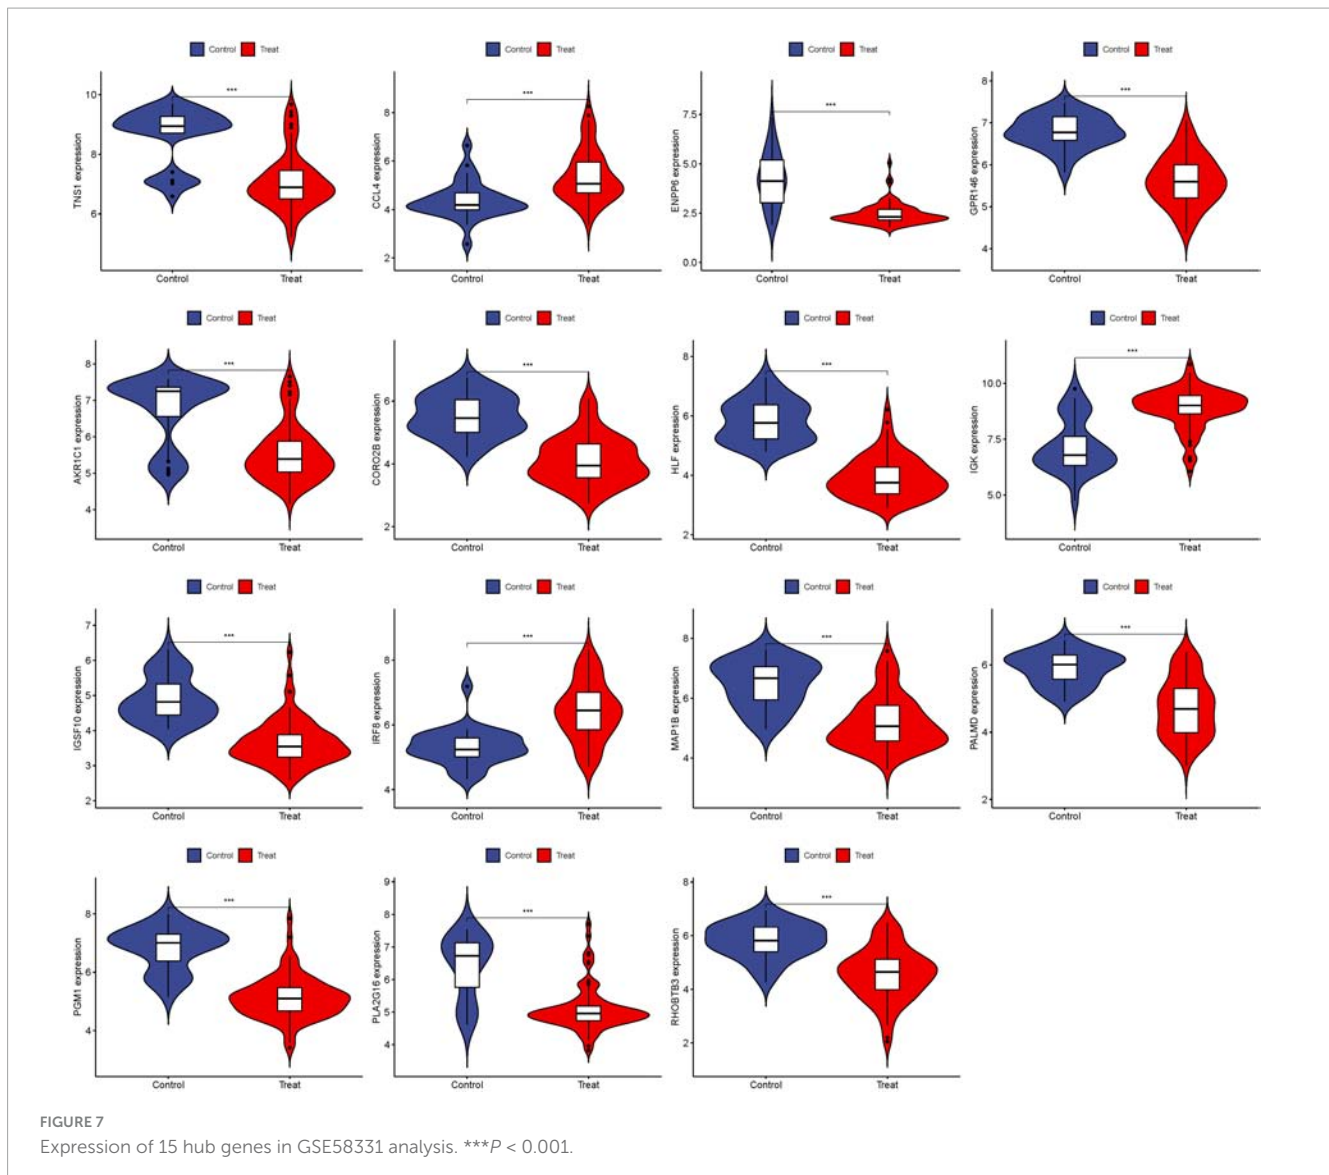 Control Treat
Control Treat
Control Treat
Control Treat
TNS1 expression
10
8
6
***
Control Treat
CCL4 expression
8
6
4
2
***
Control Treat
ENPP6 expression
7.5
5.0
2.5
0.0
***
Control Treat
GPR146 expression
8
7
6
5
4
***
Control Treat
Control Treat
Control Treat
Control Treat
Control Treat
AKR1C1 expression
8
7
6
5
4
***
Control Treat
CORO2B expression
6
4
2
***
Control Treat
HLF expression
8
6
4
2
***
Control Treat
IGK expression
10.0
7.5
5.0
***
Control Treat
Control Treat
Control Treat
Control Treat
Control Treat
IGSF10 expression
7
6
5
4
3
2
***
Control Treat
IRF8 expression
8
6
4
***
Control Treat
MAP1B expression
8
6
4
***
Control Treat
PALMD expression
6
4
2
***
Control Treat
Control Treat
Control Treat
Control Treat
PGM1 expression
8
6
4
***
Control Treat
PLA2G16 expression
9
8
7
6
5
4
***
Control Treat
RHOBTB3 expression
8
6
4
2
***
Control Treat
FIGURE 7
Expression of 15 hub genes in GSE58331 analysis. ***P < 0.001.